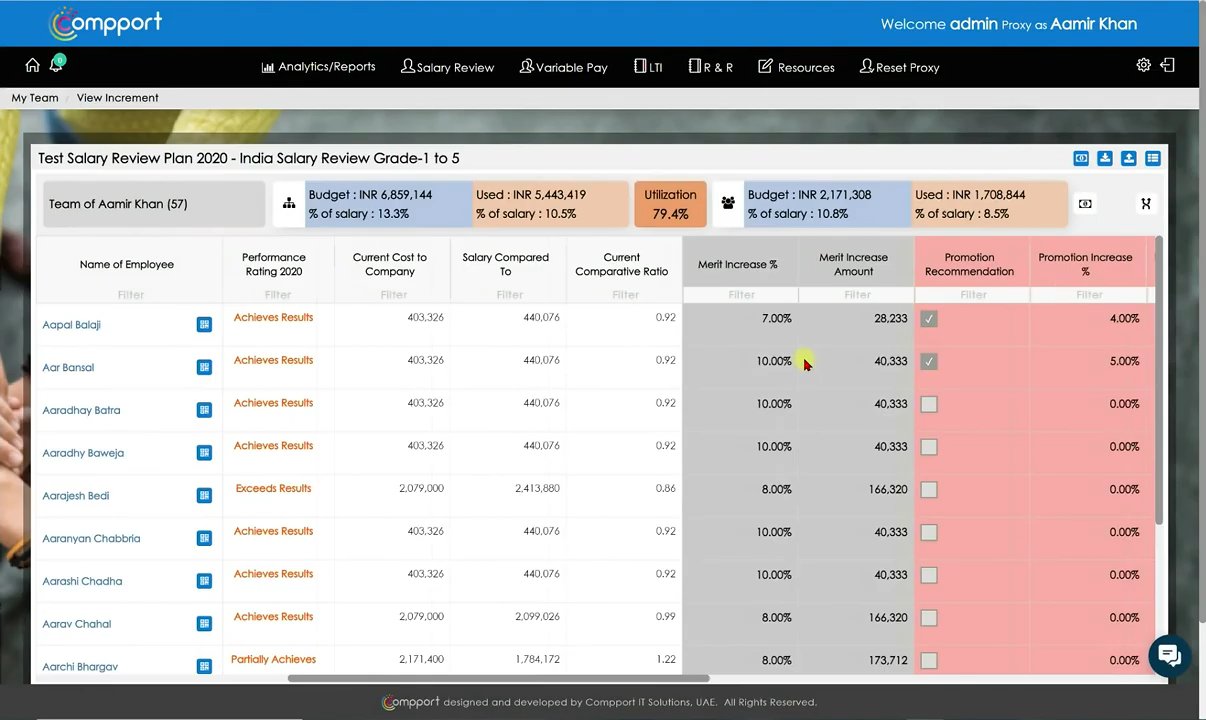 Compport
Welcome admin Proxy as Aamir Khan
0
Analytics/Reports Salary Review Variable Pay LTI R & R Resources Reset Proxy
My Team / View Increment
Test Salary Review Plan 2020 - India Salary Review Grade-1 to 5
Team of Aamir Khan (57)
Budget : INR 6,859,144
% of salary : 13.3%
Used : INR 5,443,419
% of salary : 10.5%
Utilization
79.4%
Budget : INR 2,171,308
% of salary : 10.8%
Used : INR 1,708,844
% of salary : 8.5%
Name of Employee
Performance
Rating 2020
Current Cost to
Company
Salary Compared
To
Current
Comparative Ratio
Merit Increase %
Merit Increase
Amount
Promotion
Recommendation
Promotion Increase
%
Filter Filter Filter Filter Filter Filter Filter Filter Filter
Aapal Balaji Achieves Results 403,326 440,076 0.92 7.00% 28,233 4.00%
Aar Bansal Achieves Results 403,326 440,076 0.92 10.00% 40,333 5.00%
Aaradhay Batra Achieves Results 403,326 440,076 0.92 10.00% 40,333 0.00%
Aaradhy Baweja Achieves Results 403,326 440,076 0.92 10.00% 40,333 0.00%
Aarajesh Bedi Exceeds Results 2,079,000 2,413,880 0.86 8.00% 166,320 0.00%
Aaranyan Chabbria Achieves Results 403,326 440,076 0.92 10.00% 40,333 0.00%
Aarashi Chadha Achieves Results 403,326 440,076 0.92 10.00% 40,333 0.00%
Aarav Chahal Achieves Results 2,079,000 2,099,026 0.99 8.00% 166,320 0.00%
Aarchi Bhargav Partially Achieves 2,171,400 1,784,172 1.22 8.00% 173,712 0.00%
Compport designed and developed by Compport IT Solutions, UAE. All Rights Reserved.